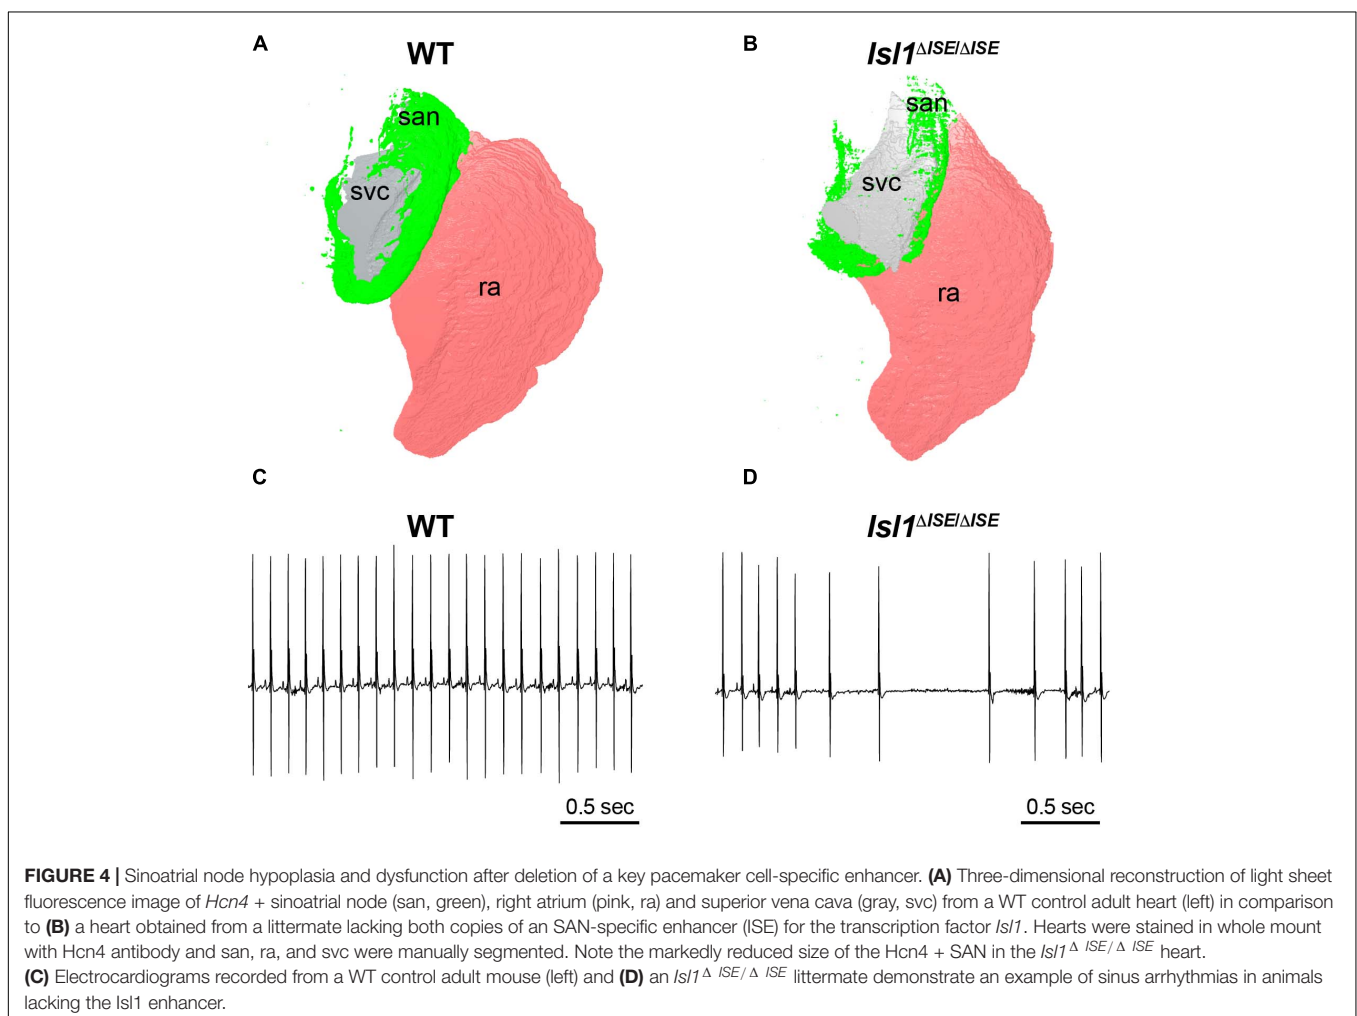 A
WT
B
Isl1ΔISE/ΔISE
san
svc
ra
san
svc
ra
C
WT
D
Isl1ΔISE/ΔISE
0.5 sec
0.5 sec
FIGURE 4 | Sinoatrial node hypoplasia and dysfunction after deletion of a key pacemaker cell-specific enhancer. (A) Three-dimensional reconstruction of light sheet
fluorescence image of Hcn4 + sinoatrial node (san, green), right atrium (pink, ra) and superior vena cava (gray, svc) from a WT control adult heart (left) in comparison
to (B) a heart obtained from a littermate lacking both copies of an SAN-specific enhancer (ISE) for the transcription factor Isl1. Hearts were stained in whole mount
with Hcn4 antibody and san, ra, and svc were manually segmented. Note the markedly reduced size of the Hcn4 + SAN in the Isl1Δ ISE/Δ ISE heart.
(C) Electrocardiograms recorded from a WT control adult mouse (left) and (D) an Isl1Δ ISE/Δ ISE littermate demonstrate an example of sinus arrhythmias in animals
lacking the Isl1 enhancer.